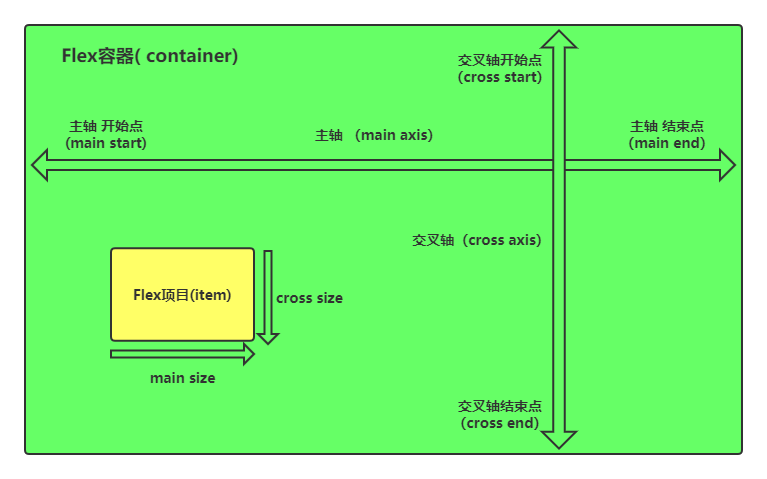 Flex容器( container)
交叉轴开始点
(cross start)
主轴 开始点
(main start)
主轴 （main axis)
主轴 结束点
(main end)
交叉轴（cross axis)
Flex项目(item)
cross size
main size
交叉轴结束点
(cross end)